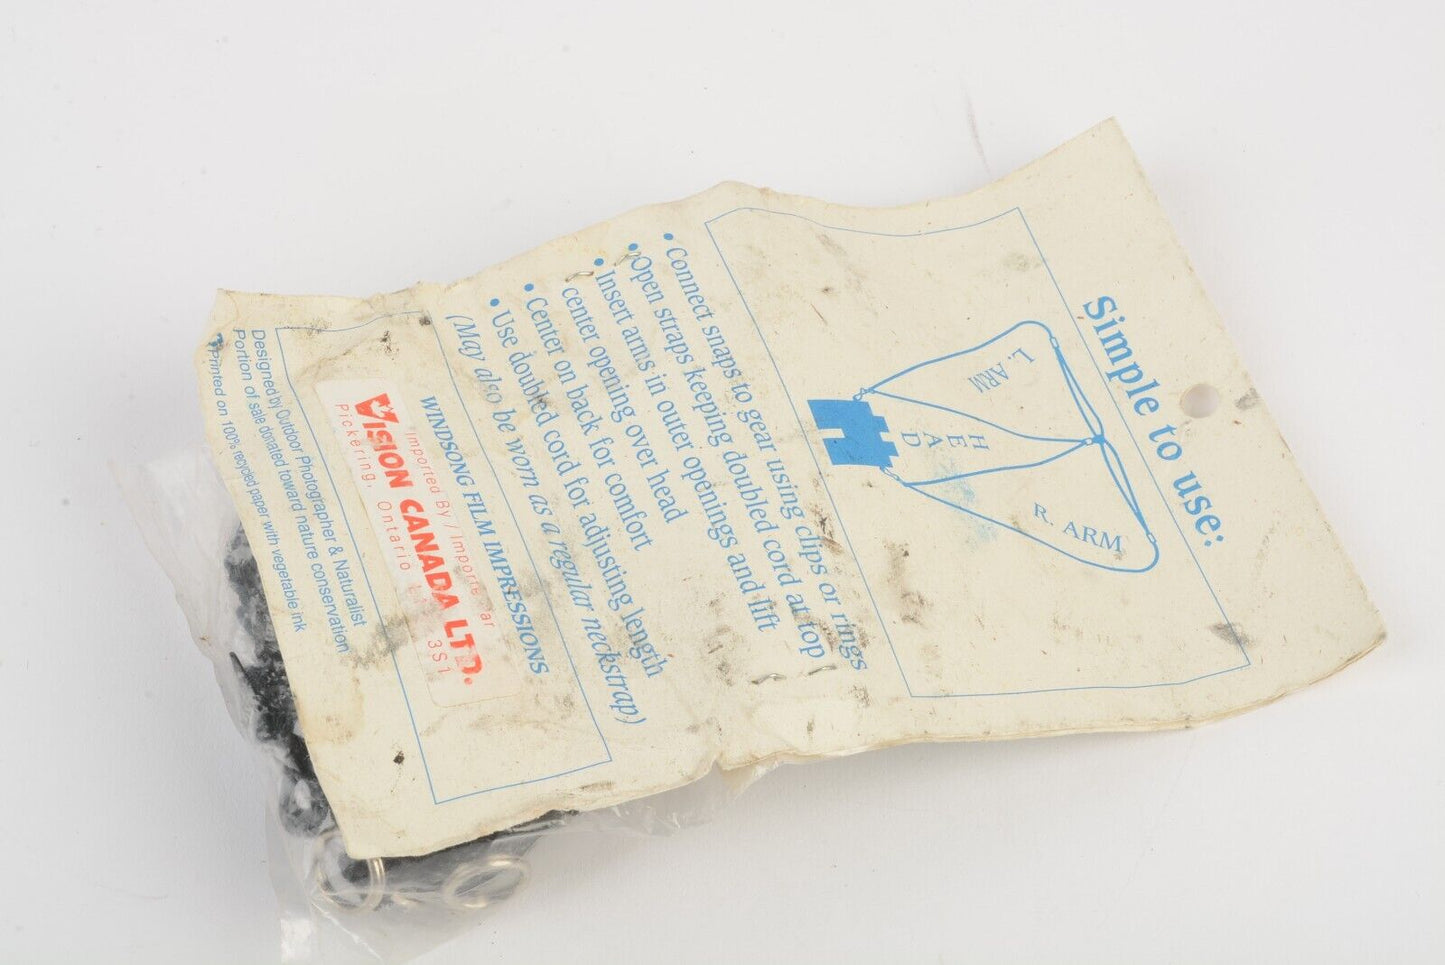 Simple to use:
L. ARM
HEAD
R. ARM
• Connect snaps to gear using clips or rings
• Open straps keeping doubled cord at top
• Insert arms in outer openings and lift
center opening over head
• Center on back for comfort
• Use doubled cord for adjusting length
(May also be worn as a regular neckstrap)
WINDSONG FILM IMPRESSIONS
Imported By / Importe Par
VISION CANADA LTD.
Pickering, Ontario 3S1
Designed by Outdoor Photographer & Naturalist
Portion of sale donated toward nature conservation
Printed on 100% recycled paper with vegetable ink